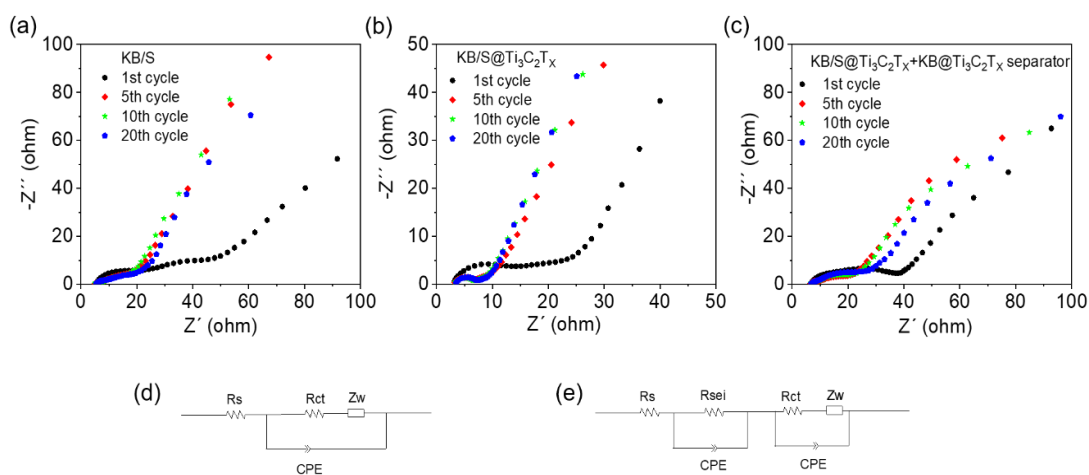 (a)
KB/S
1st cycle
5th cycle
10th cycle
20th cycle
-Z´´ (ohm)
100
80
60
40
20
0
0 20 40 60 80 100
Z´ (ohm)
(b)
KB/S@Ti₃C₂Tₓ
1st cycle
5th cycle
10th cycle
20th cycle
-Z´´ (ohm)
50
40
30
20
10
0
0 10 20 30 40 50
Z´ (ohm)
(c)
KB/S@Ti₃C₂Tₓ+KB@Ti₃C₂Tₓ separator
1st cycle
5th cycle
10th cycle
20th cycle
-Z´´ (ohm)
100
80
60
40
20
0
0 20 40 60 80 100
Z´ (ohm)
(d)
Rs Rct Zw
CPE
(e)
Rs Rsei Rct Zw
CPE CPE